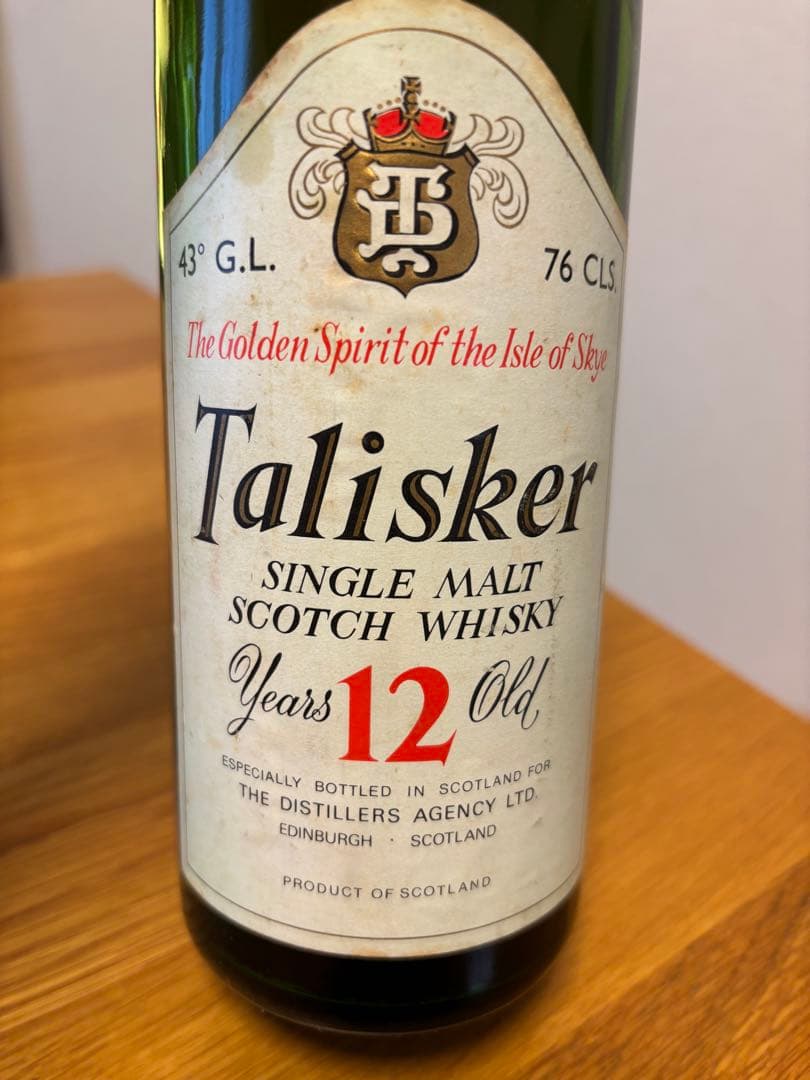 TD
43° G.L.
76 CLS.
The Golden Spirit of the Isle of Skye
Talisker
SINGLE MALT
SCOTCH WHISKY
Years 12 Old
ESPECIALLY BOTTLED IN SCOTLAND FOR
THE DISTILLERS AGENCY LTD.
EDINBURGH · SCOTLAND
PRODUCT OF SCOTLAND